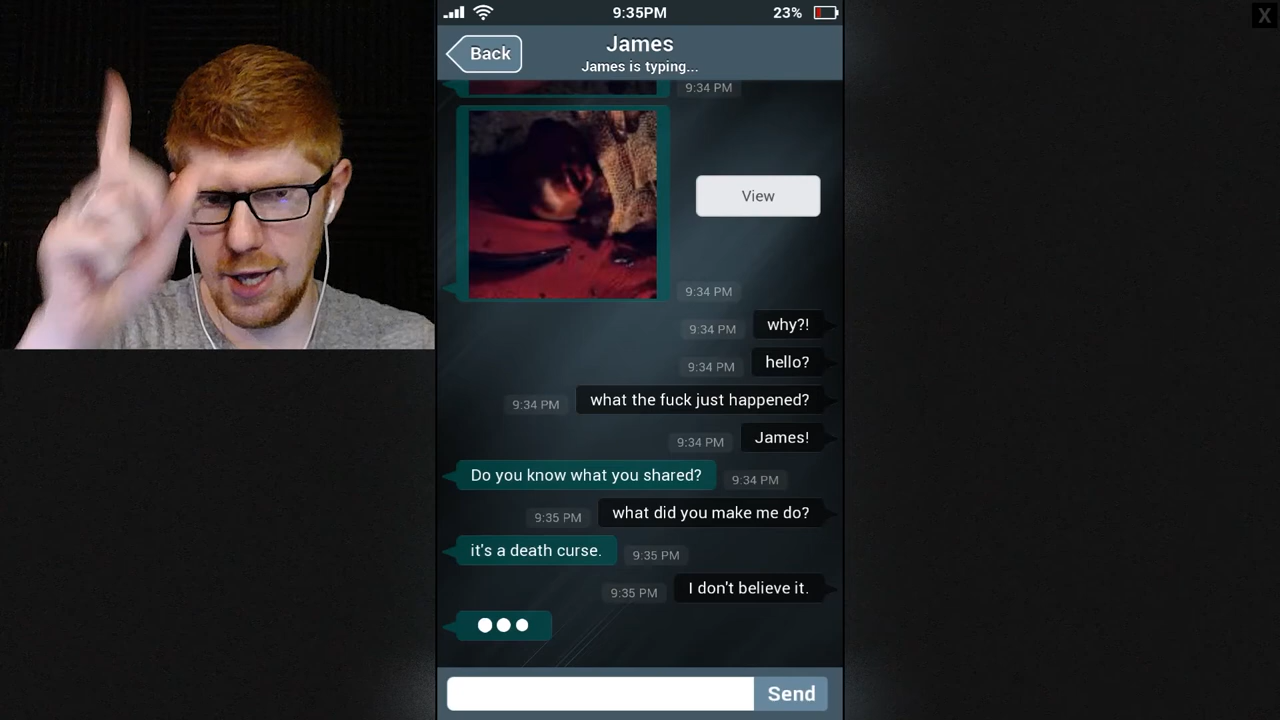 9:35PM
23%
X
Back
James
James is typing...
9:34 PM
View
9:34 PM
9:34 PM
why?!
9:34 PM
hello?
9:34 PM
what the fuck just happened?
9:34 PM
James!
Do you know what you shared?
9:34 PM
9:35 PM
what did you make me do?
it's a death curse.
9:35 PM
9:35 PM
I don't believe it.
Send